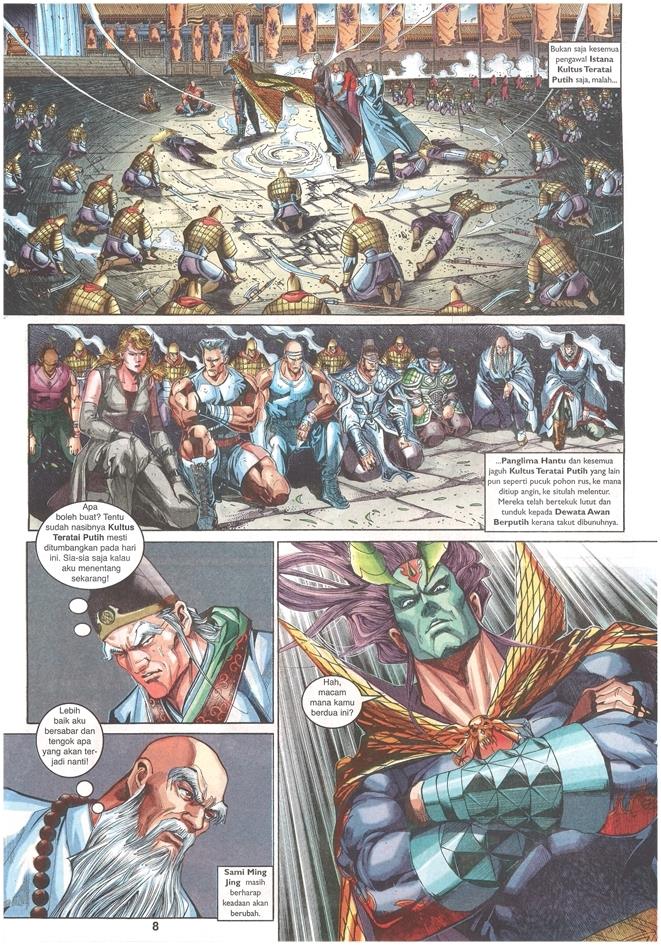 Bukan saja kesemua
pengawal Istana
Kultus Teratai
Putih saja, malah...
...Panglima Hantu dan kesemua
jaguh Kultus Teratai Putih yang lain
pun seperti pucuk pohon rus, ke mana
ditiup angin, ke situlah melentur.
Mereka telah bertekuk lutut dan
tunduk kepada Dewata Awan
Berputih kerana takut dibunuhnya.
Apa
boleh buat? Tentu
sudah nasibnya Kultus
Teratai Putih mesti
ditumbangkan pada hari
ini. Sia-sia saja kalau
aku menentang
sekarang!
Hah,
macam
mana kamu
berdua ini?
Lebih
baik aku
bersabar dan
tengok apa
yang akan ter-
jadi nanti!
Sami Ming
Jing masih
berharap
keadaan akan
berubah.
8